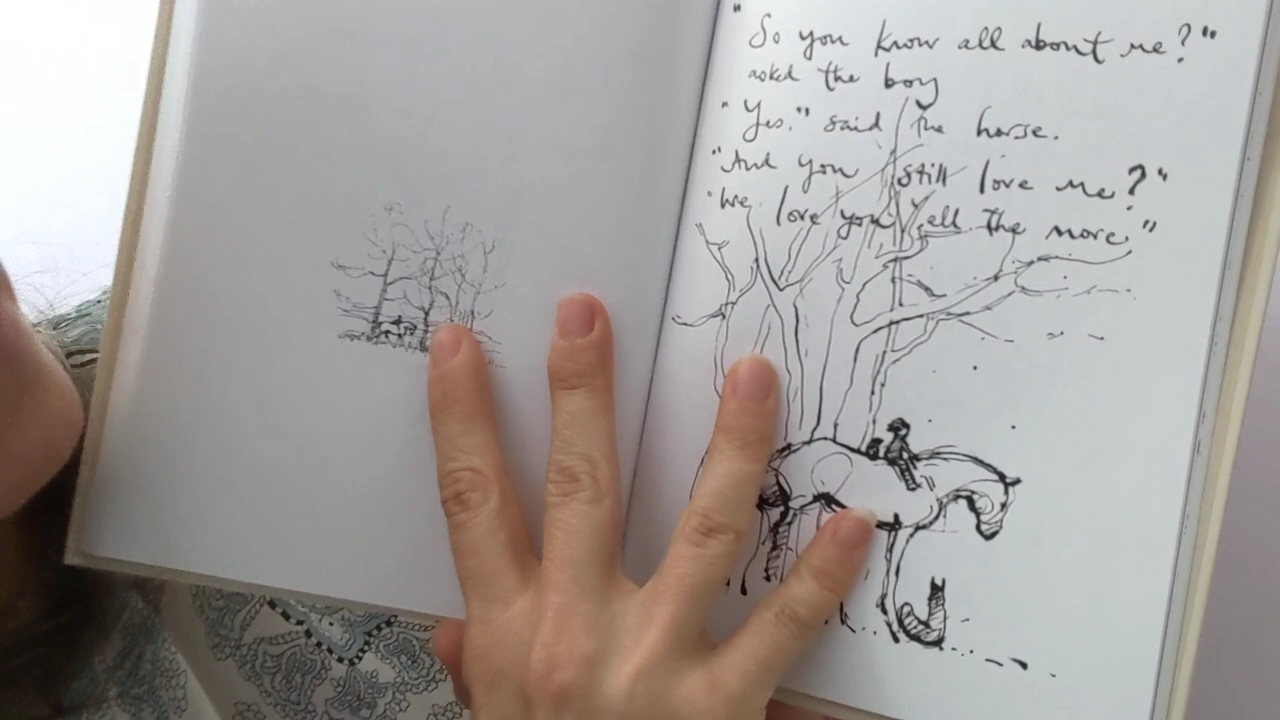 "So you know all about me?"
asked the boy
"Yes." said the horse.
"And you still love me?"
"We love you all the more."